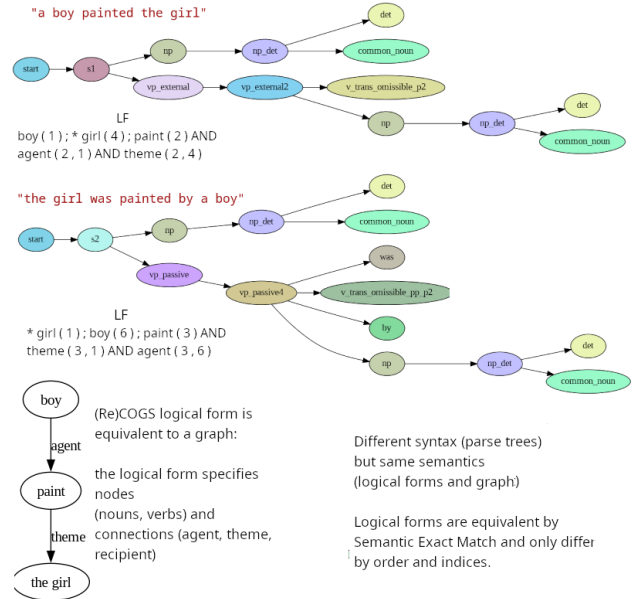 "a boy painted the girl"
det
np
np_det
common_noun
start
s1
vp_external
vp_external2
v_trans_omissible_p2
det
np
np_det
common_noun
LF
boy ( 1 ) ; * girl ( 4 ) ; paint ( 2 ) AND
agent ( 2 , 1 ) AND theme ( 2 , 4 )
"the girl was painted by a boy"
det
np
np_det
common_noun
start
s2
was
vp_passive
vp_passive4
v_trans_omissible_pp_p2
by
det
np
np_det
common_noun
LF
* girl ( 1 ) ; boy ( 6 ) ; paint ( 3 ) AND
theme ( 3 , 1 ) AND agent ( 3 , 6 )
boy
agent
paint
theme
the girl
(Re)COGS logical form is
equivalent to a graph:
the logical form specifies
nodes
(nouns, verbs) and
connections (agent, theme,
recipient)
Different syntax (parse trees)
but same semantics
(logical forms and graph)
Logical forms are equivalent by
Semantic Exact Match and only differ
by order and indices.